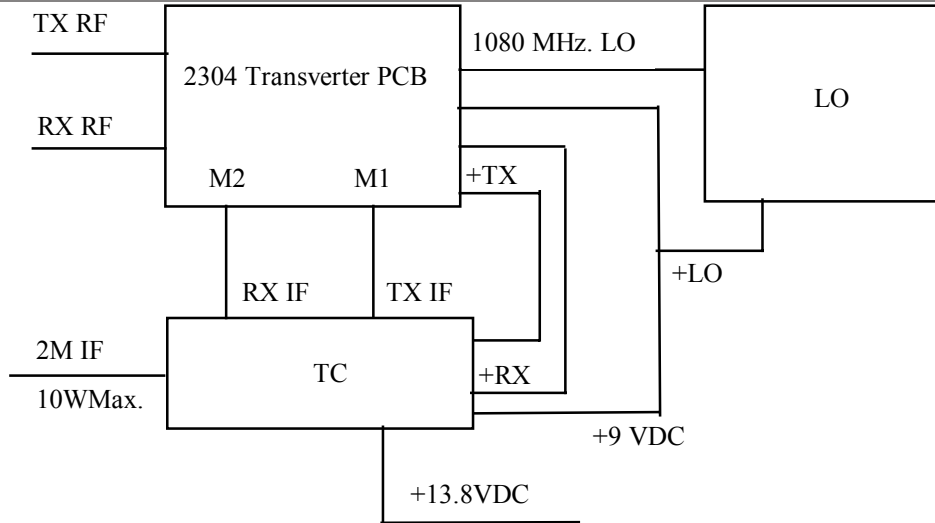 TX RF
1080 MHz. LO
2304 Transverter PCB
LO
RX RF
M2
M1
+TX
+LO
RX IF
TX IF
2M IF
TC
+RX
10WMax.
+9 VDC
+13.8VDC